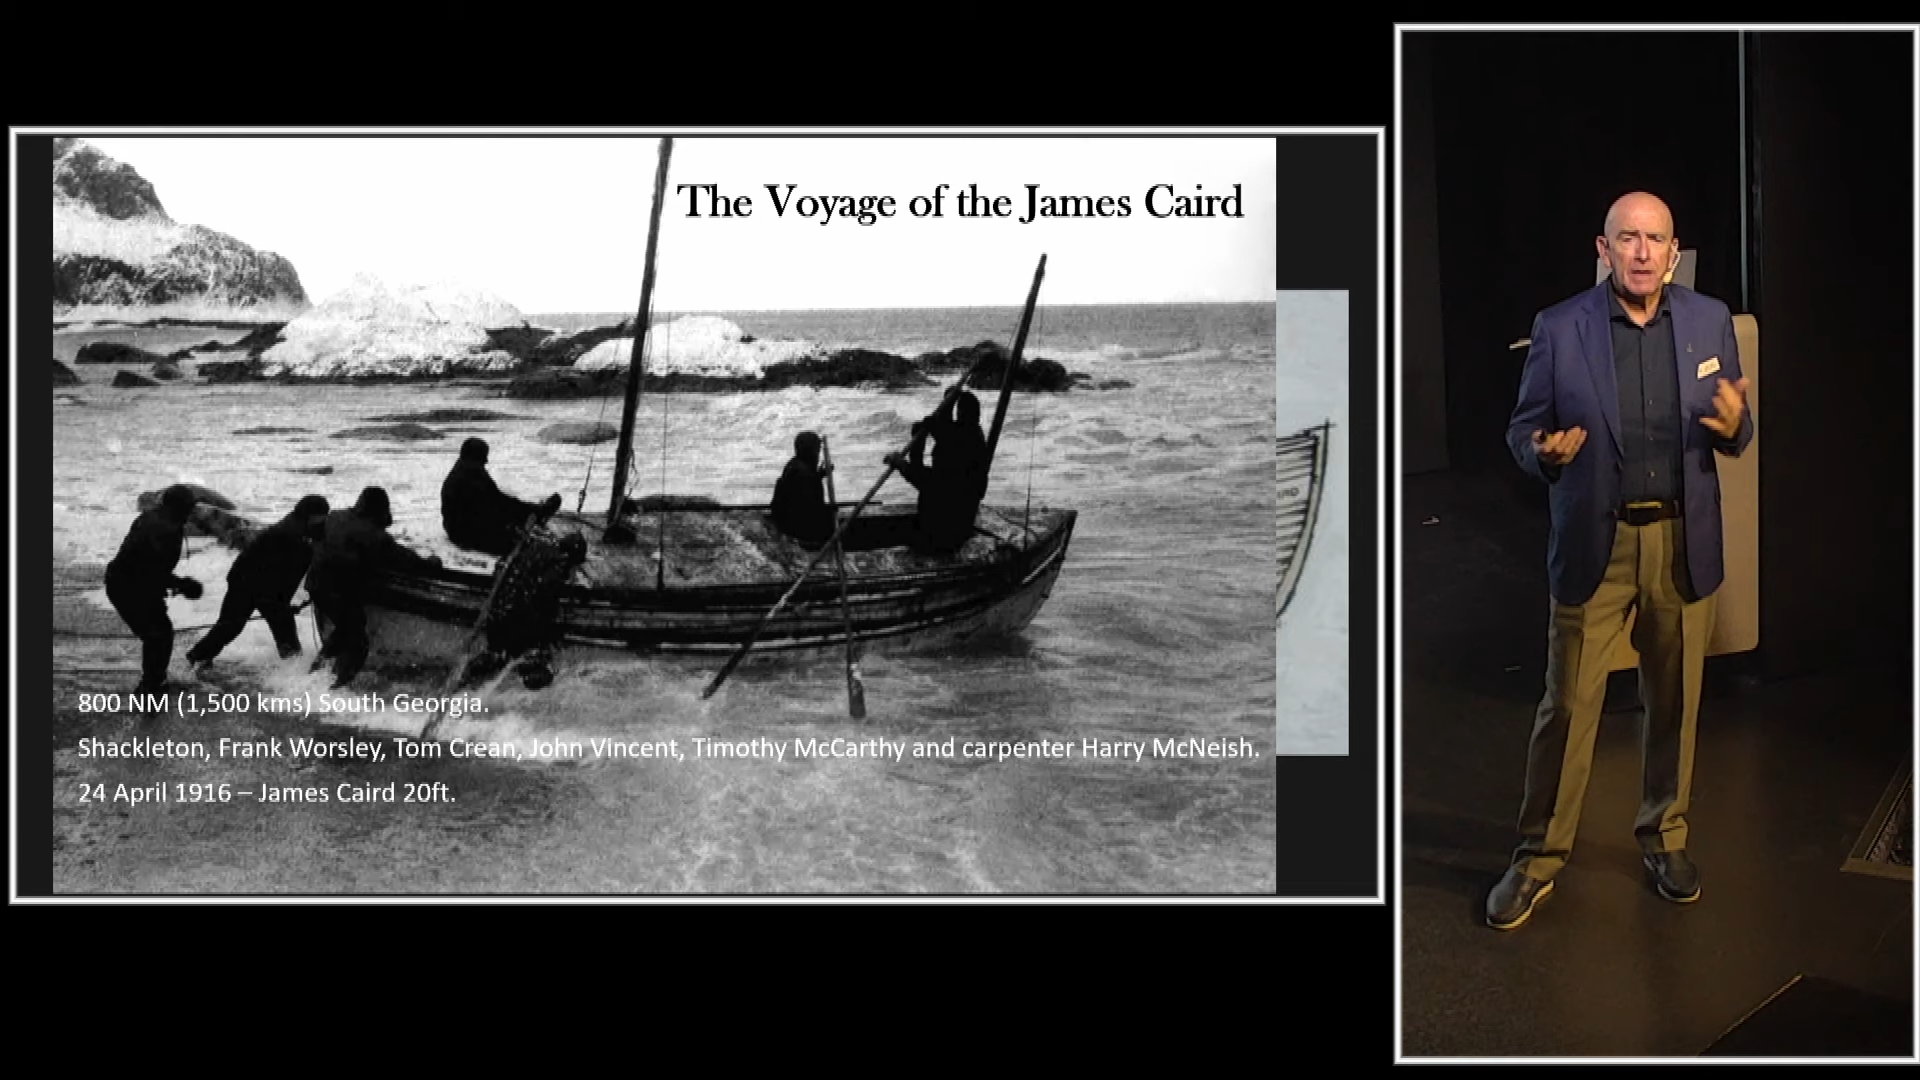 The Voyage of the James Caird
800 NM (1,500 kms) South Georgia.
Shackleton, Frank Worsley, Tom Crean, John Vincent, Timothy McCarthy and carpenter Harry McNeish.
24 April 1916 – James Caird 20ft.